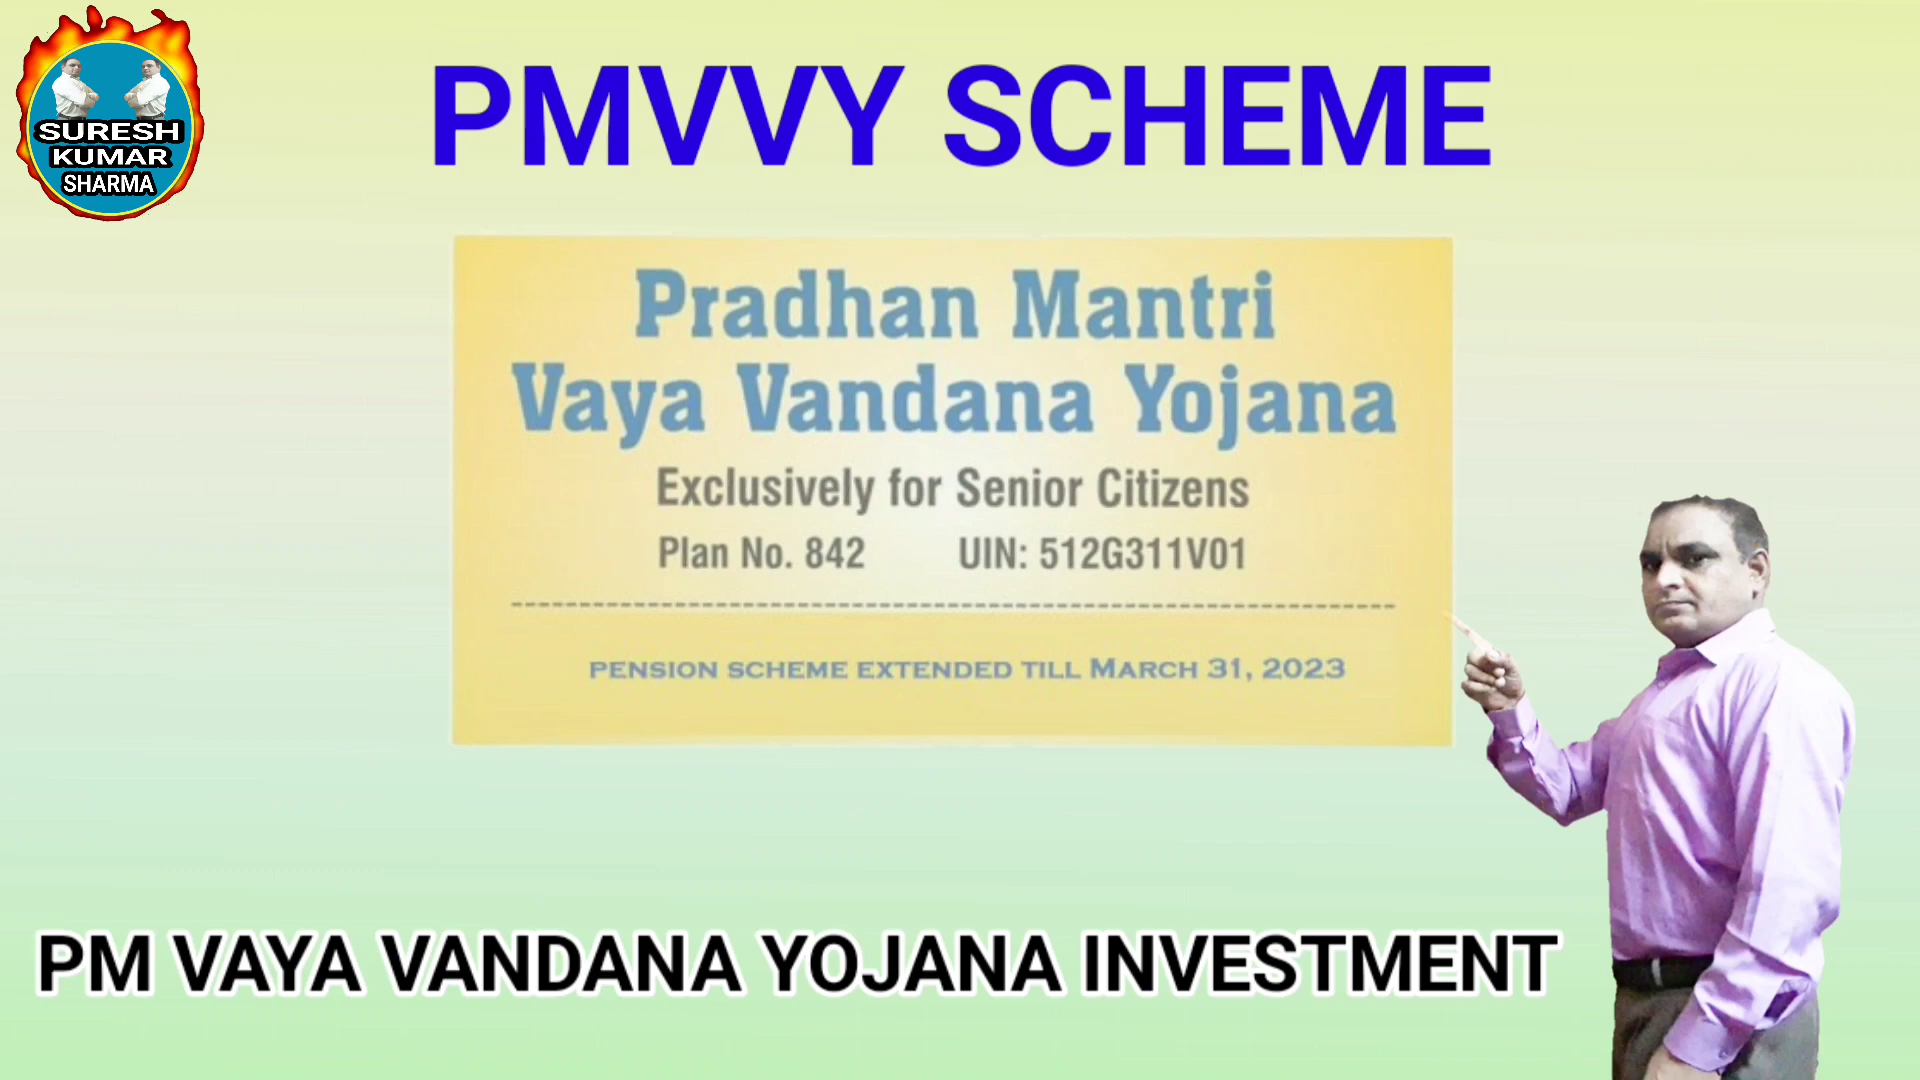 SURESH
KUMAR
SHARMA
PMVVY SCHEME
Pradhan Mantri
Vaya Vandana Yojana
Exclusively for Senior Citizens
Plan No. 842 UIN: 512G311V01
PENSION SCHEME EXTENDED TILL MARCH 31, 2023
PM VAYA VANDANA YOJANA INVESTMENT